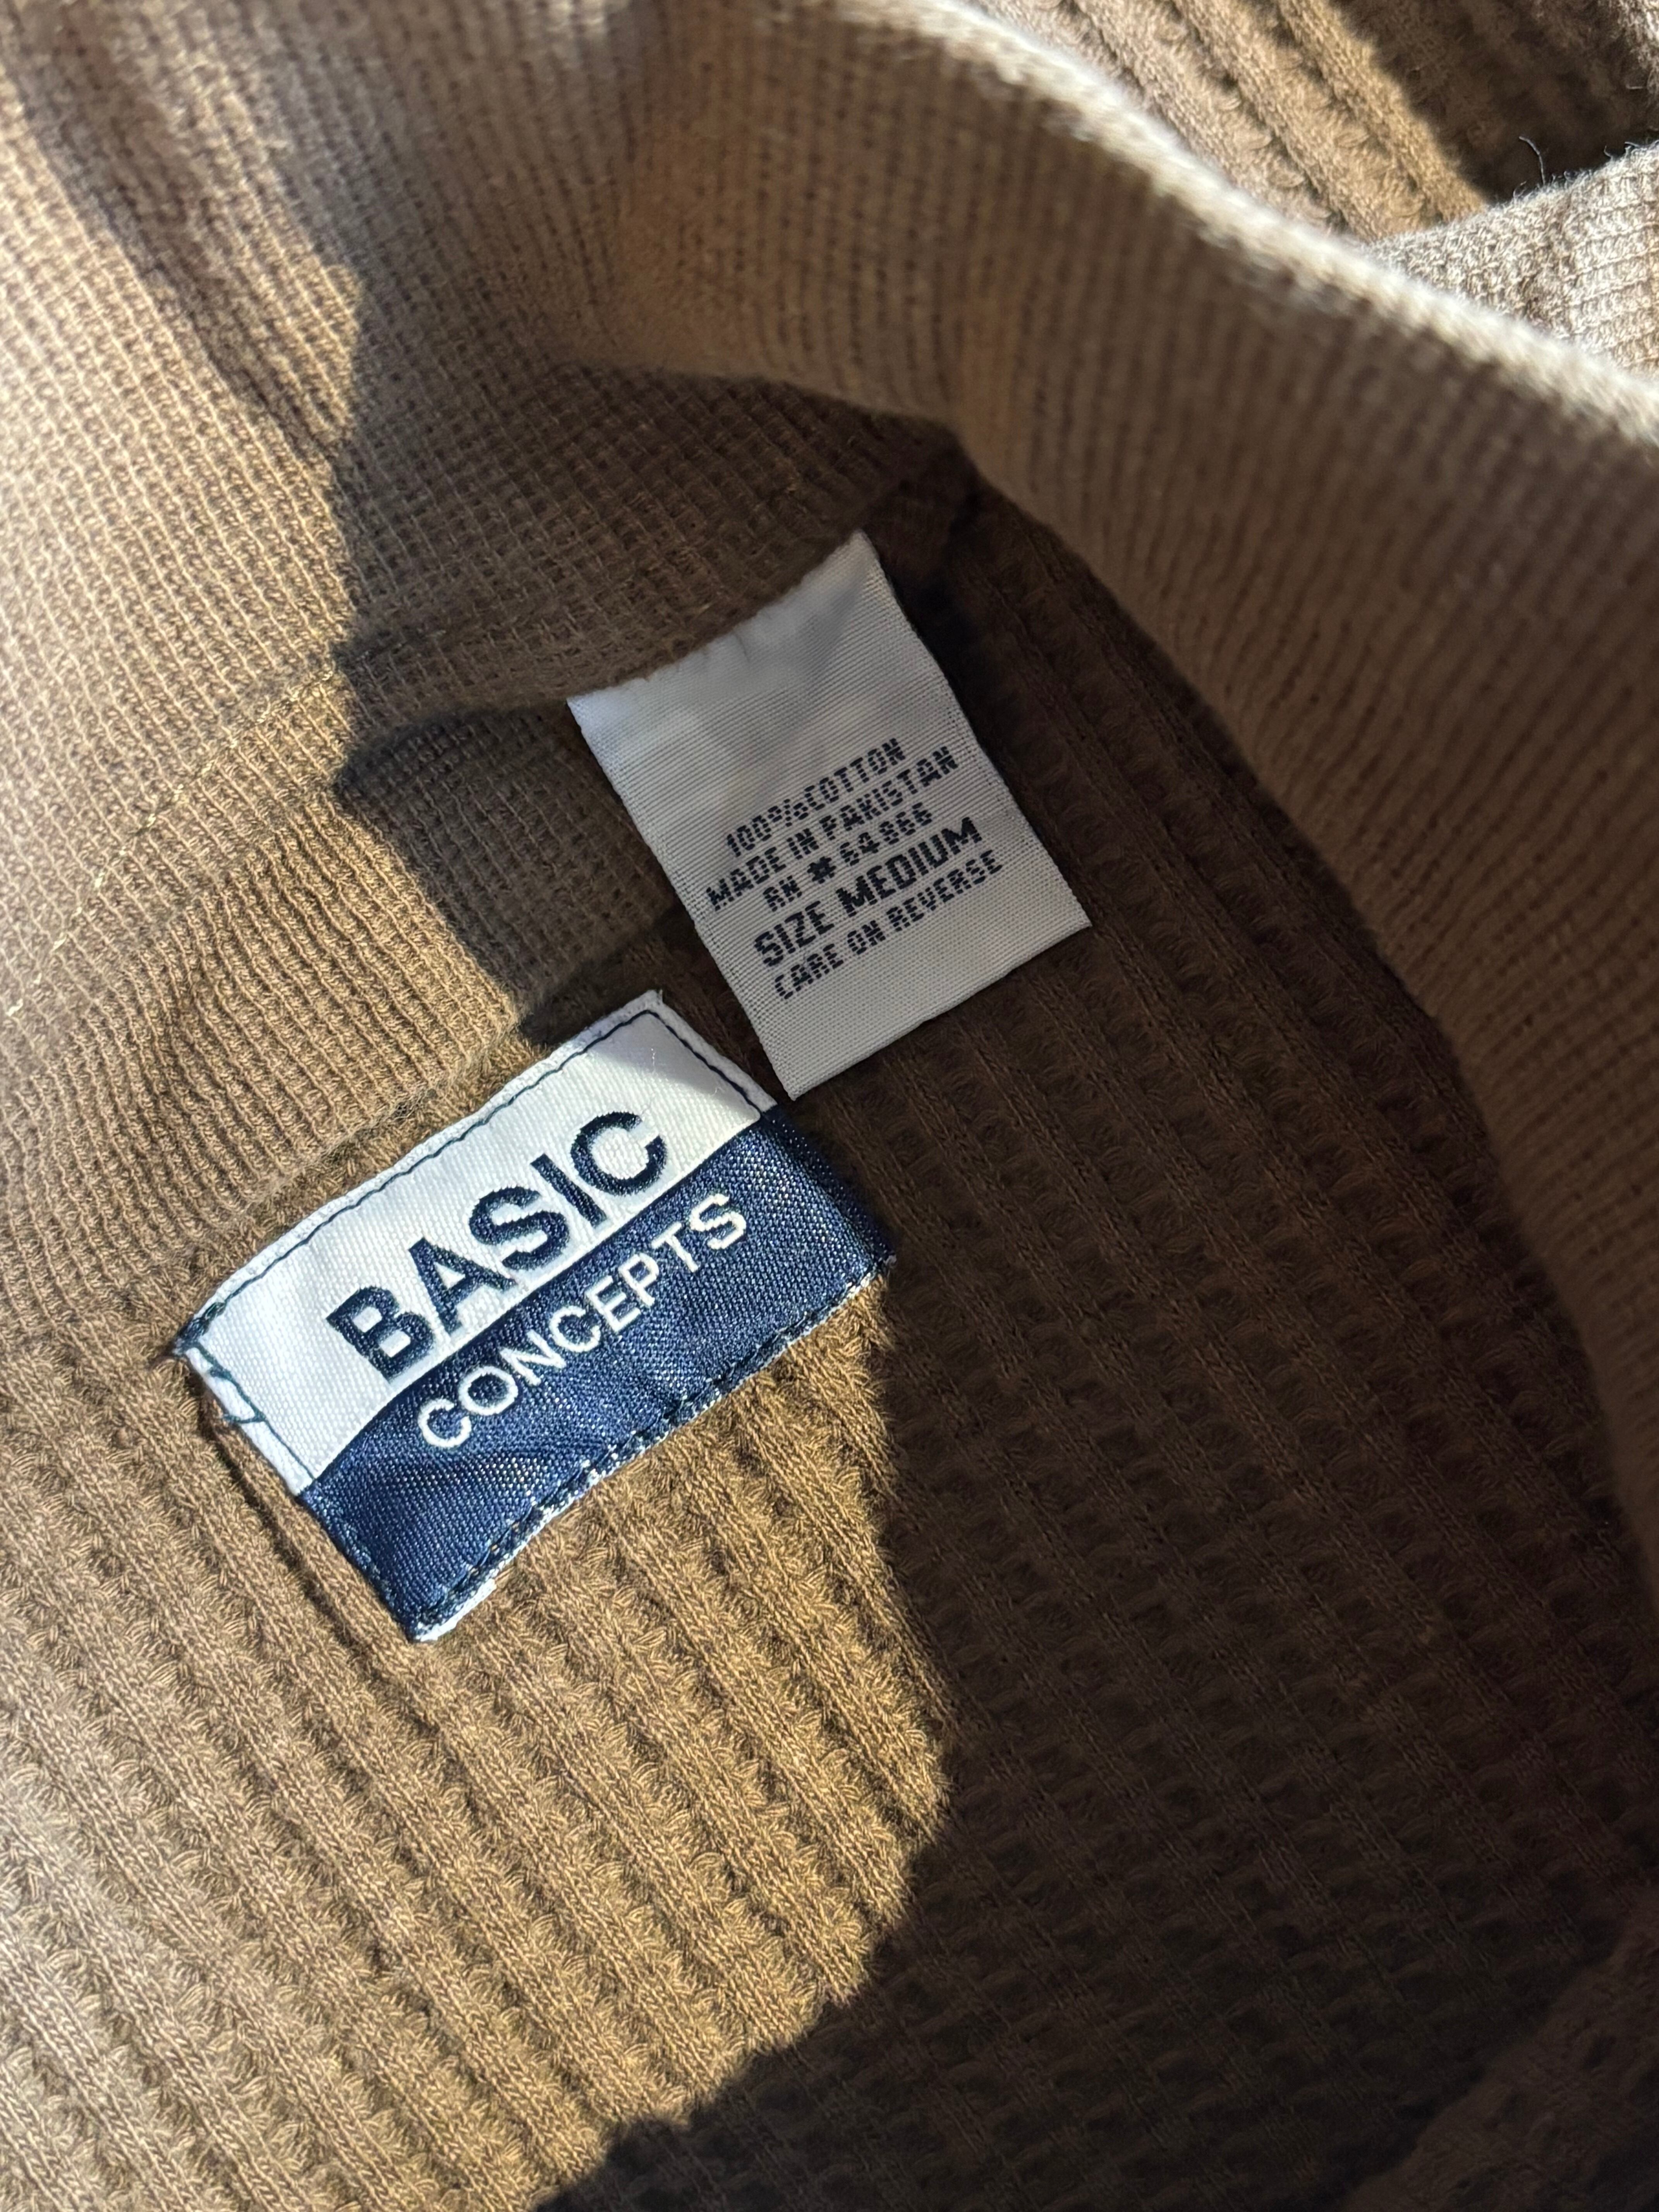 100% COTTON
MADE IN PAKISTAN
RN # 64866
SIZE MEDIUM
CARE ON REVERSE
BASIC
CONCEPTS